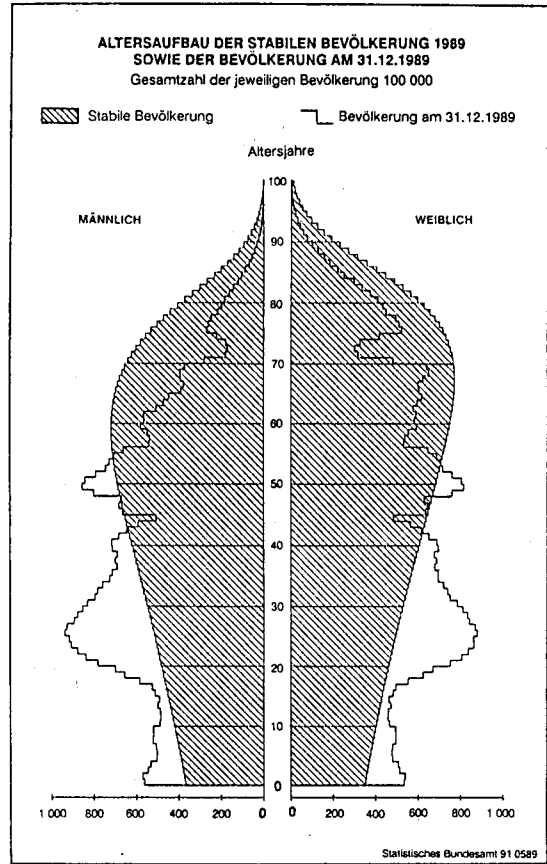 ALTERSAUFBAU DER STABILEN BEVÖLKERUNG 1989
SOWIE DER BEVÖLKERUNG AM 31.12.1989
Gesamtzahl der jeweiligen Bevölkerung 100 000
Stabile Bevölkerung
Bevölkerung am 31.12.1989
Altersjahre
MÄNNLICH
WEIBLICH
100
90
80
70
60
50
40
30
20
10
0
1 000 800 600 400 200 0
0 200 400 600 800 1 000
Statistisches Bundesamt 91 0589